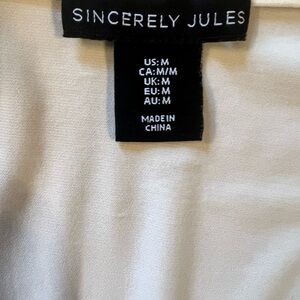 SINCERELY JULES
US: M
CA: M/M
UK: M
EU: M
AU: M
MADE IN
CHINA